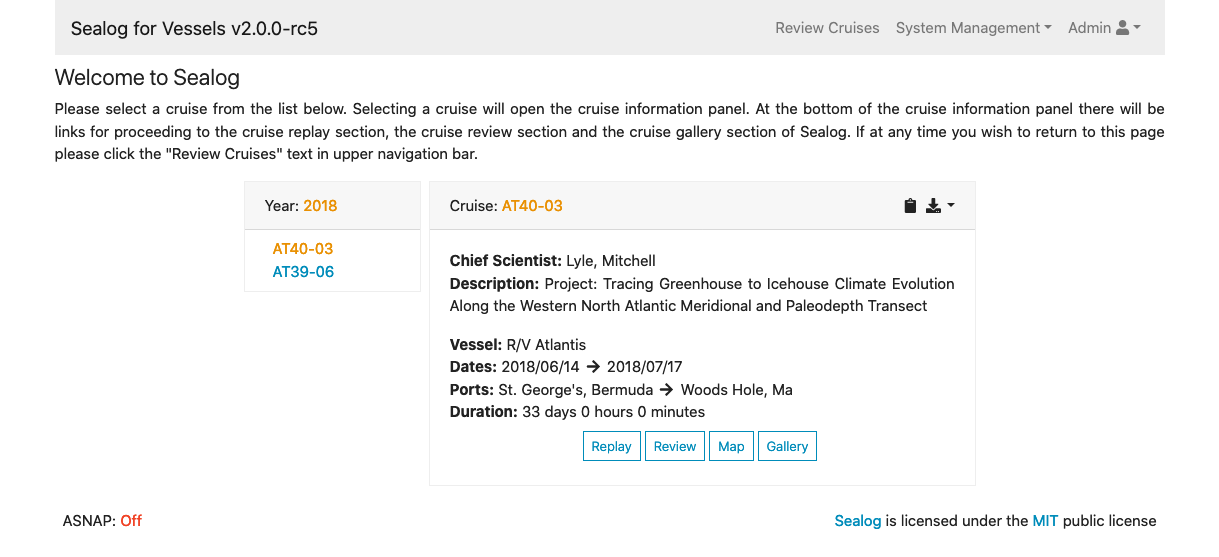 Sealog for Vessels v2.0.0-rc5
Review Cruises System Management Admin
Welcome to Sealog
Please select a cruise from the list below. Selecting a cruise will open the cruise information panel. At the bottom of the cruise information panel there will be
links for proceeding to the cruise replay section, the cruise review section and the cruise gallery section of Sealog. If at any time you wish to return to this page
please click the "Review Cruises" text in upper navigation bar.
Year: 2018
AT40-03
AT39-06
Cruise: AT40-03
Chief Scientist: Lyle, Mitchell
Description: Project: Tracing Greenhouse to Icehouse Climate Evolution
Along the Western North Atlantic Meridional and Paleodepth Transect
Vessel: R/V Atlantis
Dates: 2018/06/14 → 2018/07/17
Ports: St. George's, Bermuda → Woods Hole, Ma
Duration: 33 days 0 hours 0 minutes
Replay Review Map Gallery
ASNAP: Off
Sealog is licensed under the MIT public license